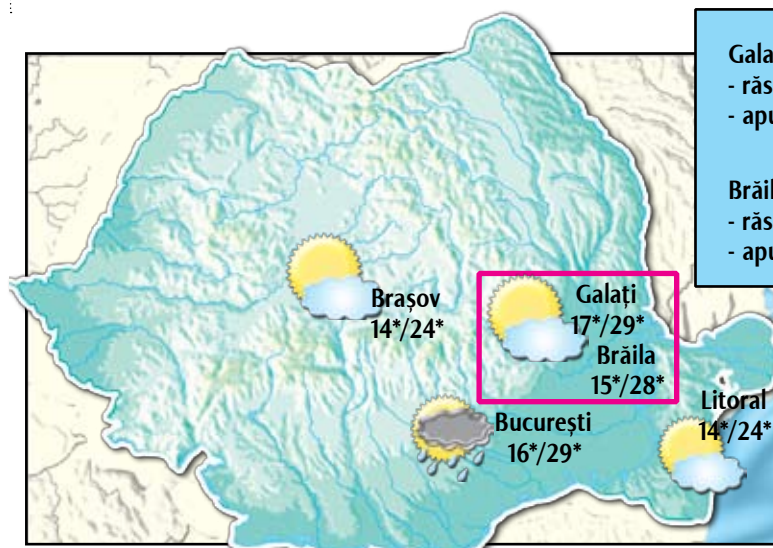 Gala
- răs
- apu
Brăil
- răs
- apu
Brașov
14*/24*
Galați
17*/29*
Brăila
15*/28*
București
16*/29*
Litoral
14*/24*